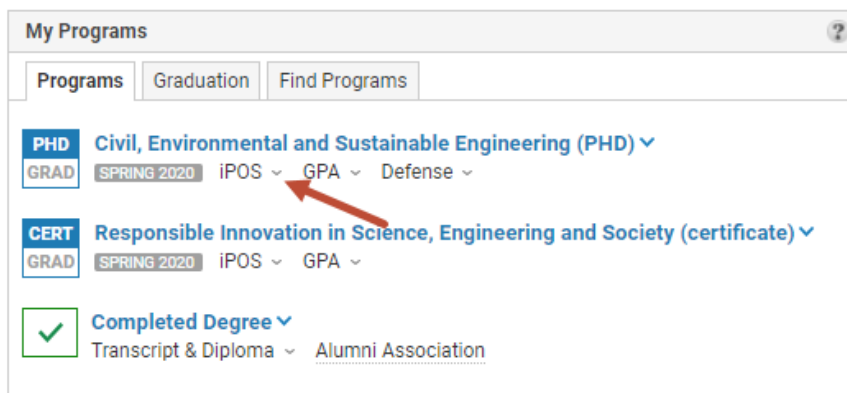 My Programs ?
Programs Graduation Find Programs
PHD Civil, Environmental and Sustainable Engineering (PHD)
GRAD SPRING 2020 iPOS GPA Defense
CERT Responsible Innovation in Science, Engineering and Society (certificate)
GRAD SPRING 2020 iPOS GPA
Completed Degree
Transcript & Diploma Alumni Association